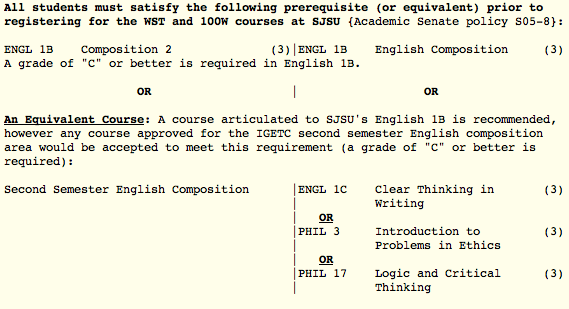 All students must satisfy the following prerequisite (or equivalent) prior to
registering for the WST and 100W courses at SJSU {Academic Senate policy S05-8}:
ENGL 1B Composition 2 (3)|ENGL 1B English Composition (3)
A grade of "C" or better is required in English 1B.
OR | OR
An Equivalent Course: A course articulated to SJSU's English 1B is recommended,
however any course approved for the IGETC second semester English composition
area would be accepted to meet this requirement (a grade of "C" or better is
required):
Second Semester English Composition |ENGL 1C Clear Thinking in (3)
| Writing
| OR
|PHIL 3 Introduction to (3)
| Problems in Ethics
| OR
|PHIL 17 Logic and Critical (3)
| Thinking